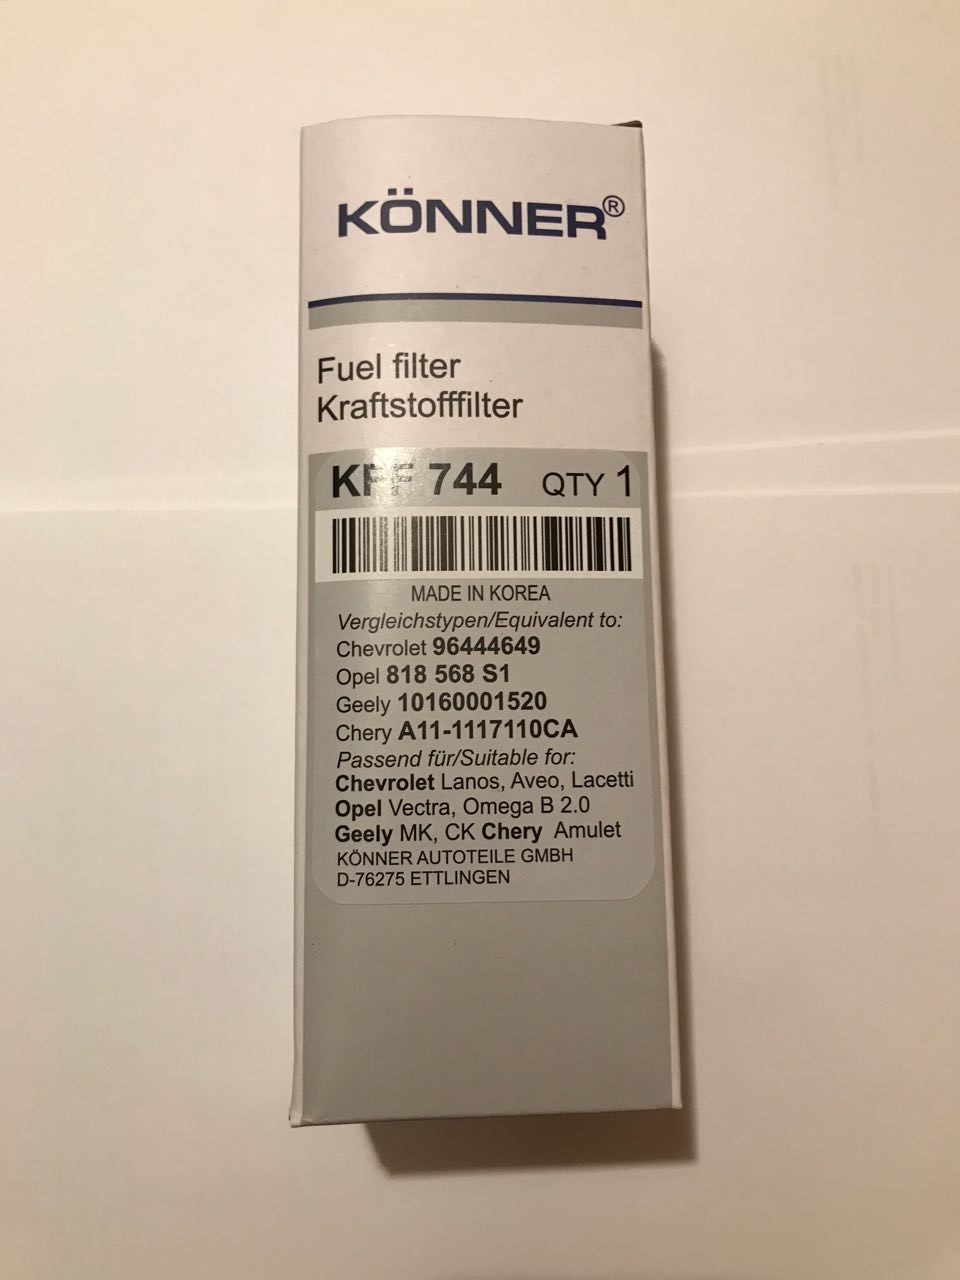 KÖNNER®
Fuel filter
Kraftstofffilter
KFF 744 QTY 1
MADE IN KOREA
Vergleichstypen/Equivalent to:
Chevrolet 96444649
Opel 818 568 S1
Geely 10160001520
Chery A11-1117110CA
Passend für/Suitable for:
Chevrolet Lanos, Aveo, Lacetti
Opel Vectra, Omega B 2.0
Geely MK, CK Chery Amulet
KÖNNER AUTOTEILE GMBH
D-76275 ETTLINGEN